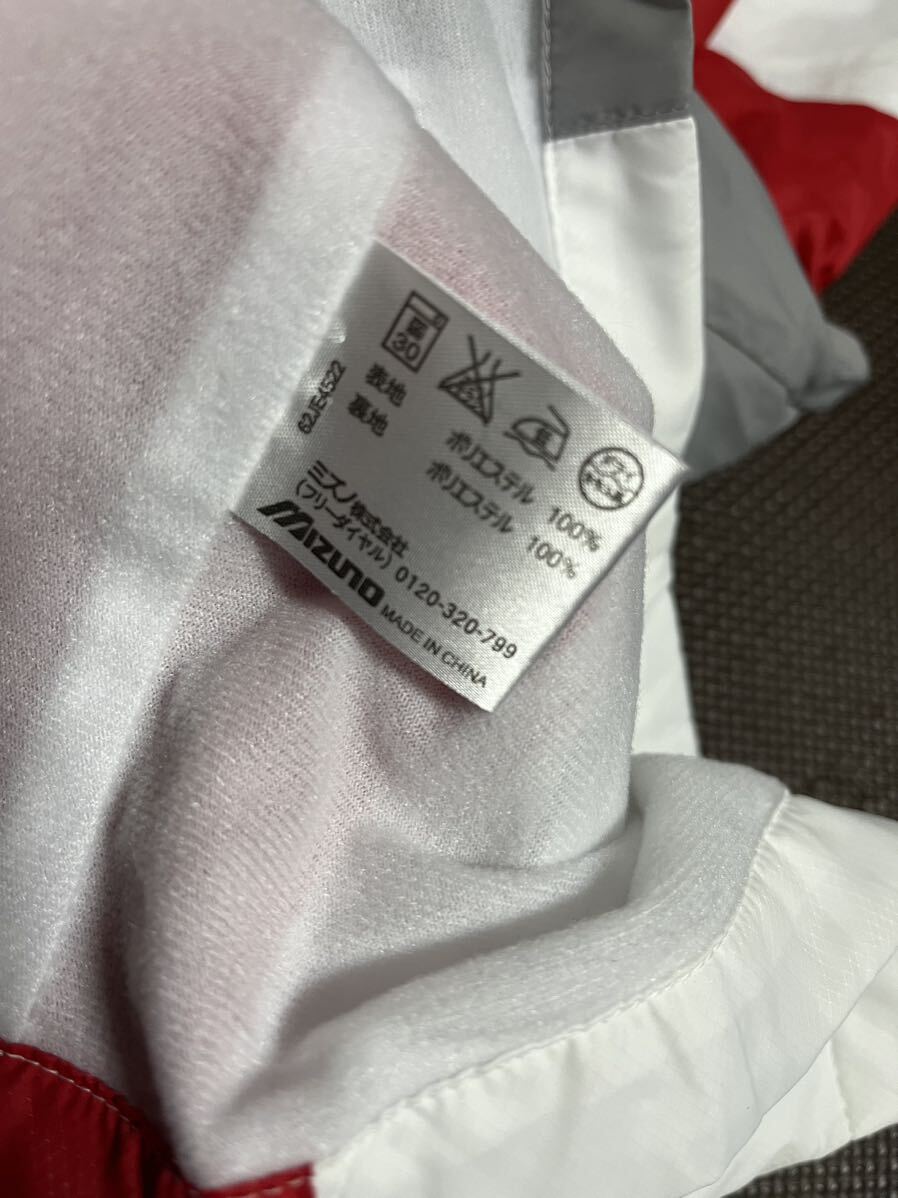 30
表地 ポリエステル 100%
裏地 ポリエステル 100%
ミズノ株式会社
(フリーダイヤル) 0120-320-799
MIZUNO MADE IN CHINA
62JE4522